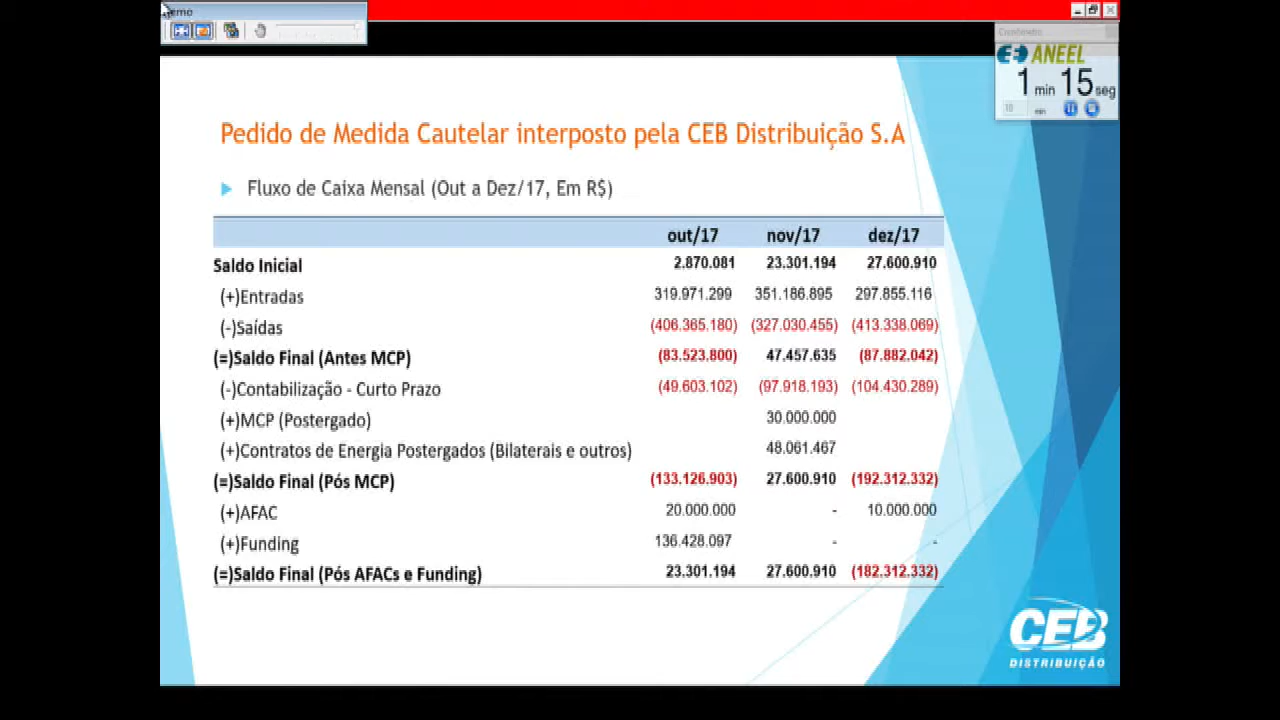 emo
Cronômetro
ANEEL
1 min 15 seg
10 min
Pedido de Medida Cautelar interposto pela CEB Distribuição S.A
Fluxo de Caixa Mensal (Out a Dez/17, Em R$)
out/17 nov/17 dez/17
Saldo Inicial 2.870.081 23.301.194 27.600.910
(+)Entradas 319.971.299 351.186.895 297.855.116
(-)Saídas (406.365.180) (327.030.455) (413.338.069)
(=)Saldo Final (Antes MCP) (83.523.800) 47.457.635 (87.882.042)
(-)Contabilização - Curto Prazo (49.603.102) (97.918.193) (104.430.289)
(+)MCP (Postergado) 30.000.000
(+)Contratos de Energia Postergados (Bilaterais e outros) 48.061.467
(=)Saldo Final (Pós MCP) (133.126.903) 27.600.910 (192.312.332)
(+)AFAC 20.000.000 - 10.000.000
(+)Funding 136.428.097 - -
(=)Saldo Final (Pós AFACs e Funding) 23.301.194 27.600.910 (182.312.332)
CEB
DISTRIBUIÇÃO